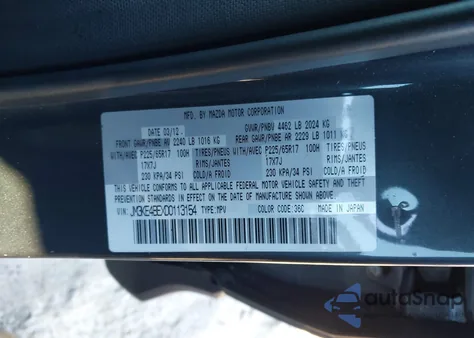 MFD. BY MAZDA MOTOR CORPORATION
DATE 03/12. GVWR/PNBV 4462 LB 2024 KG
FRONT GAWR/PNBE AV 2240 LB 1016 KG REAR GAWR/PNBE AR 2229 LB 1011 KG
WITH/AVEC P225/65R17 100H TIRES/PNEUS WITH/AVEC P225/65R17 100H TIRES/PNEUS
17X7J RIMS/JANTES 17X7J RIMS/JANTES
230 KPA/34 PSI COLD/A FROID 230 KPA/34 PSI COLD/A FROID
THIS VEHICLE CONFORMS TO ALL APPLICABLE FEDERAL MOTOR VEHICLE
SAFETY, BUMPER, AND THEFT PREVENTION STANDARDS IN EFFECT ON THE
DATE OF MANUFACTURE SHOWN ABOVE.
VIN: TYPE: MPV COLOR CODE: 36C MADE IN JAPAN
autoSnap